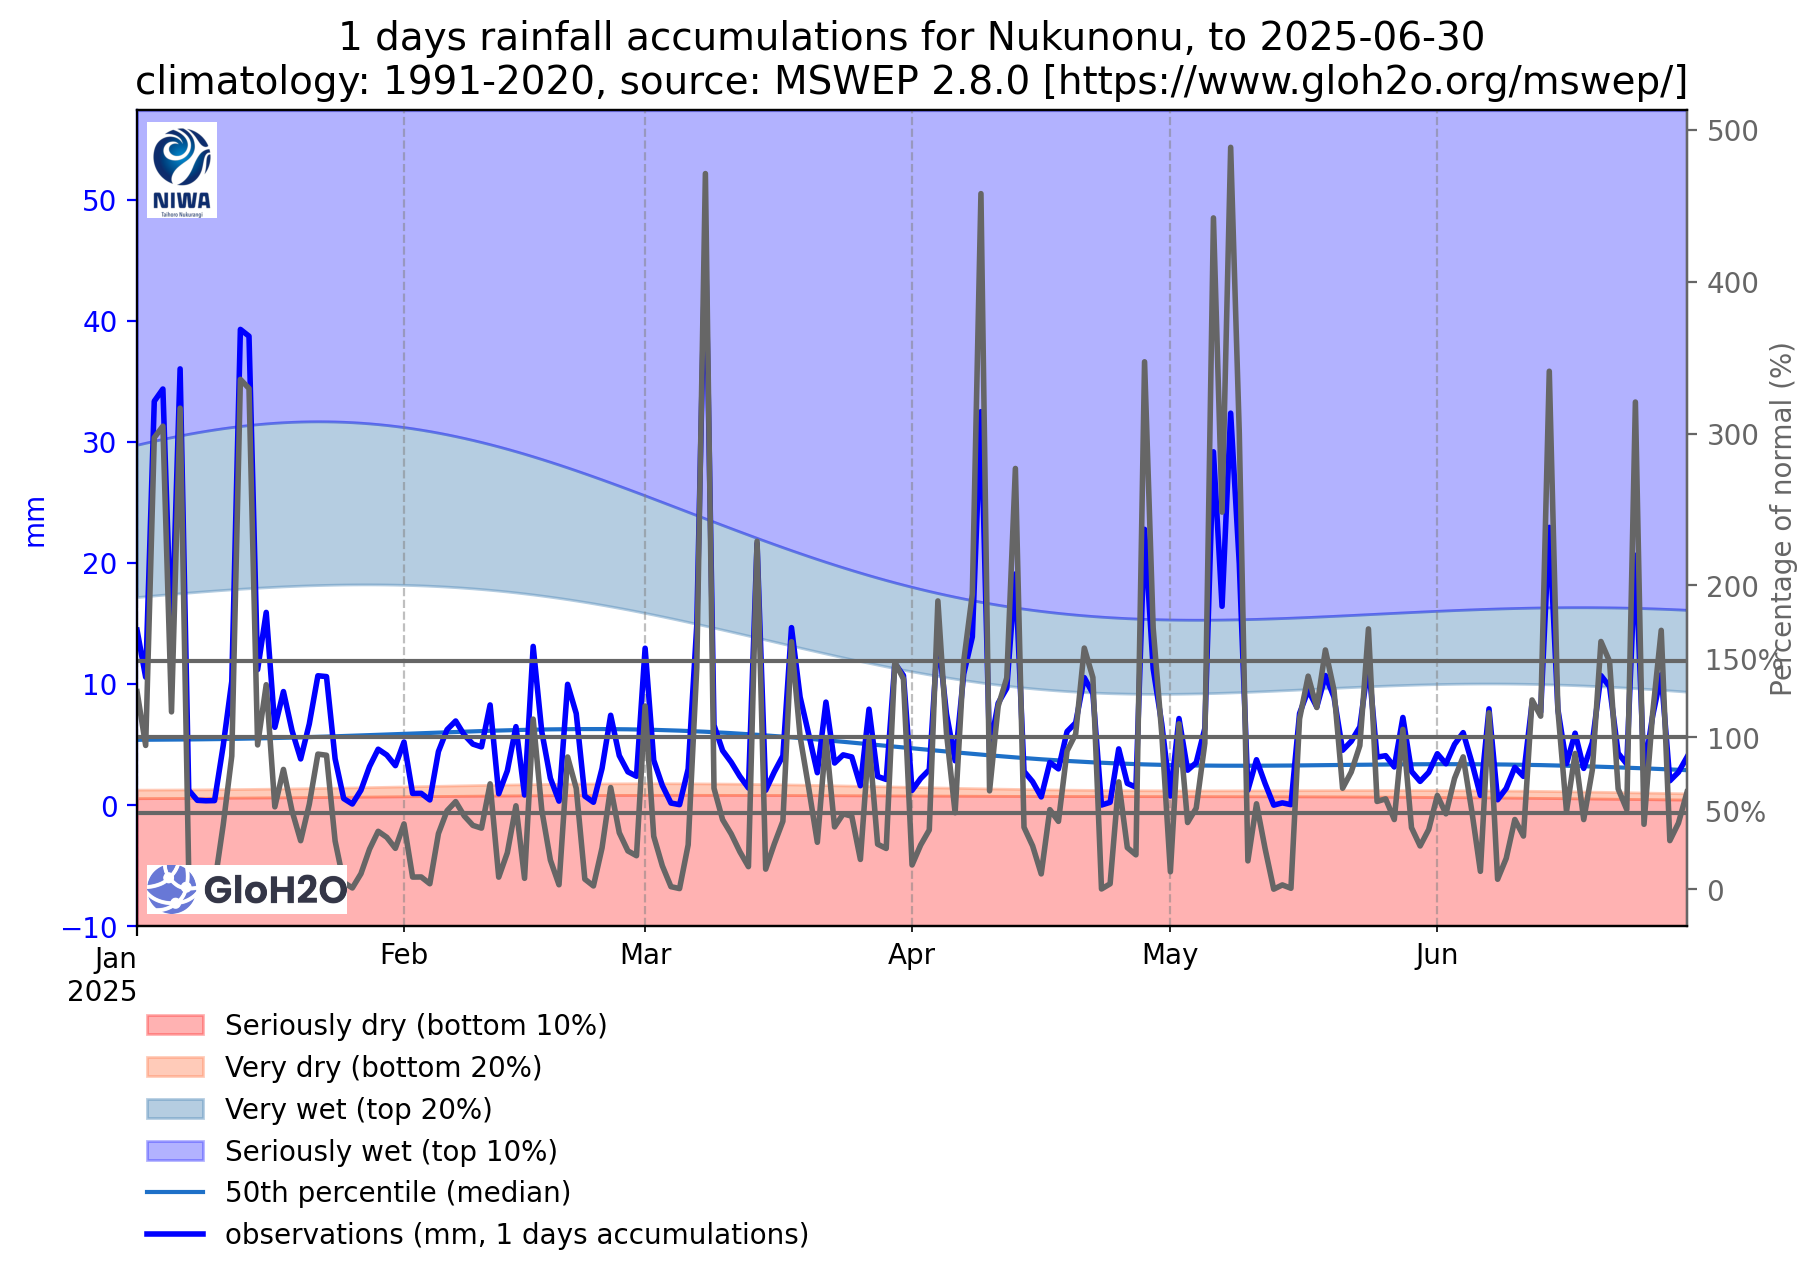 1 days rainfall accumulations for Nukunonu, to 2025-06-30
climatology: 1991-2020, source: MSWEP 2.8.0 [https://www.gloh2o.org/mswep/]
NIWA
Taihoro Nukurangi
50
40
30
20
10
0
−10
mm
500
400
300
200
150%
100
50%
0
Percentage of normal (%)
GloH2O
Jan
2025
Feb
Mar
Apr
May
Jun
Seriously dry (bottom 10%)
Very dry (bottom 20%)
Very wet (top 20%)
Seriously wet (top 10%)
50th percentile (median)
observations (mm, 1 days accumulations)